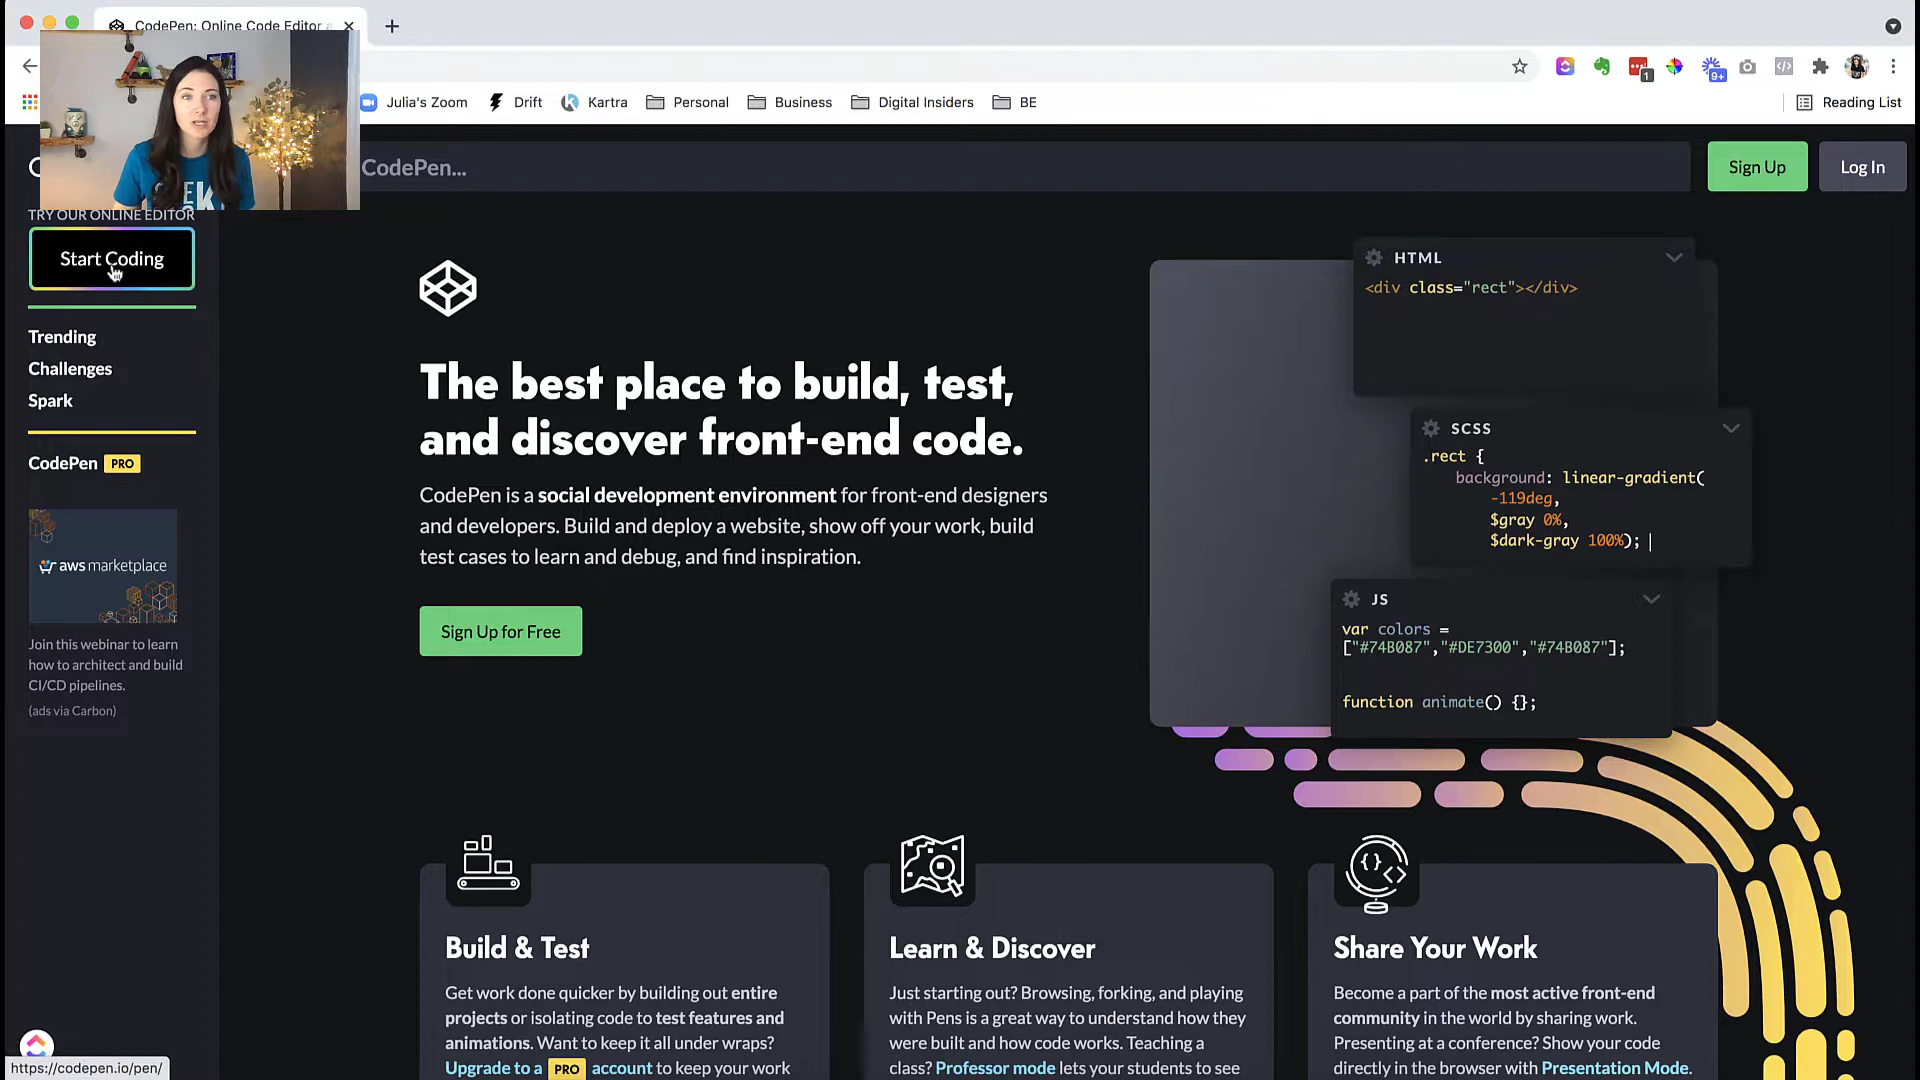 CodePen: Online Code Editor a
Julia's Zoom
Drift
Kartra
Personal
Business
Digital Insiders
BE
Reading List
1
9+
CodePen...
Sign Up
Log In
TRY OUR ONLINE EDITOR
Start Coding
Trending
Challenges
Spark
CodePen PRO
aws marketplace
Join this webinar to learn
how to architect and build
CI/CD pipelines.
(ads via Carbon)
The best place to build, test,
and discover front-end code.
CodePen is a social development environment for front-end designers
and developers. Build and deploy a website, show off your work, build
test cases to learn and debug, and find inspiration.
Sign Up for Free
HTML
<div class="rect"></div>
SCSS
.rect {
background: linear-gradient(
-119deg,
$gray 0%,
$dark-gray 100%);
JS
var colors =
["#74B087","#DE7300","#74B087"];
function animate() {};
Build & Test
Get work done quicker by building out entire
projects or isolating code to test features and
animations. Want to keep it all under wraps?
Upgrade to a PRO account to keep your work
Learn & Discover
Just starting out? Browsing, forking, and playing
with Pens is a great way to understand how they
were built and how code works. Teaching a
class? Professor mode lets your students to see
Share Your Work
Become a part of the most active front-end
community in the world by sharing work.
Presenting at a conference? Show your code
directly in the browser with Presentation Mode.
https://codepen.io/pen/